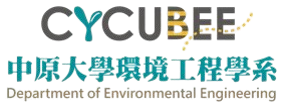 CYCUBEE
中原大學環境工程學系
Department of Environmental Engineering